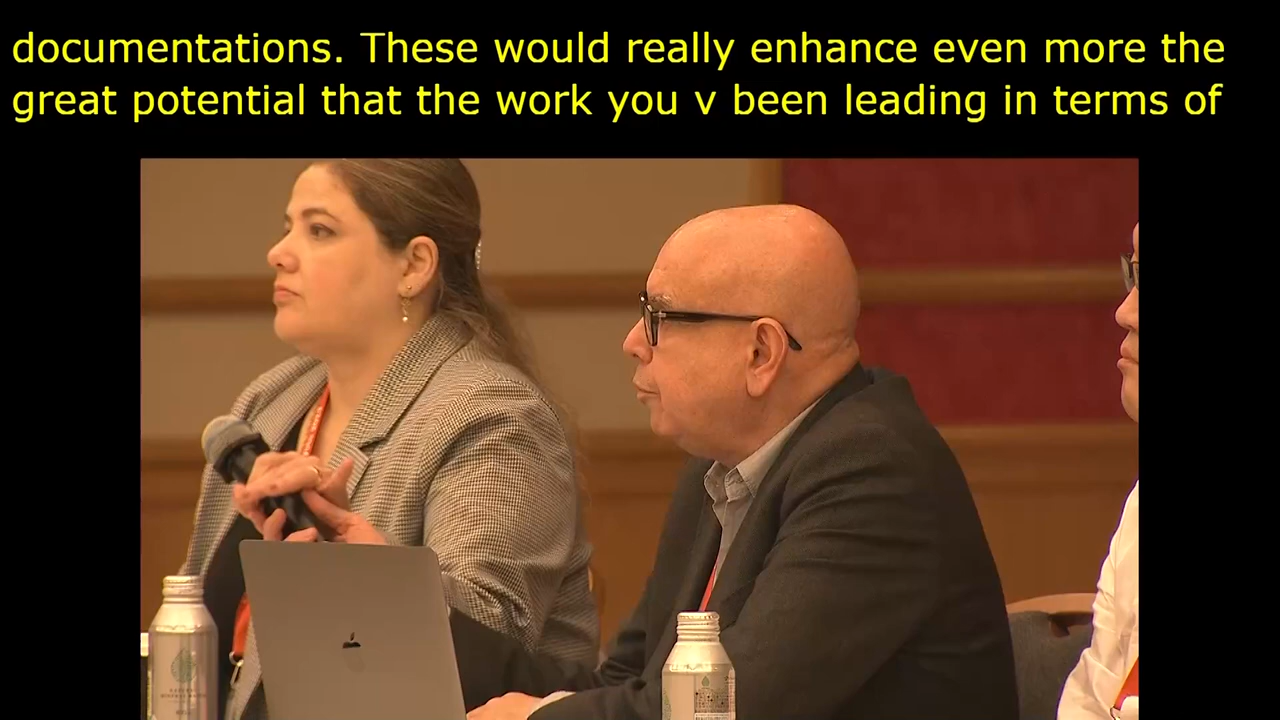 documentations. These would really enhance even more the
great potential that the work you v been leading in terms of